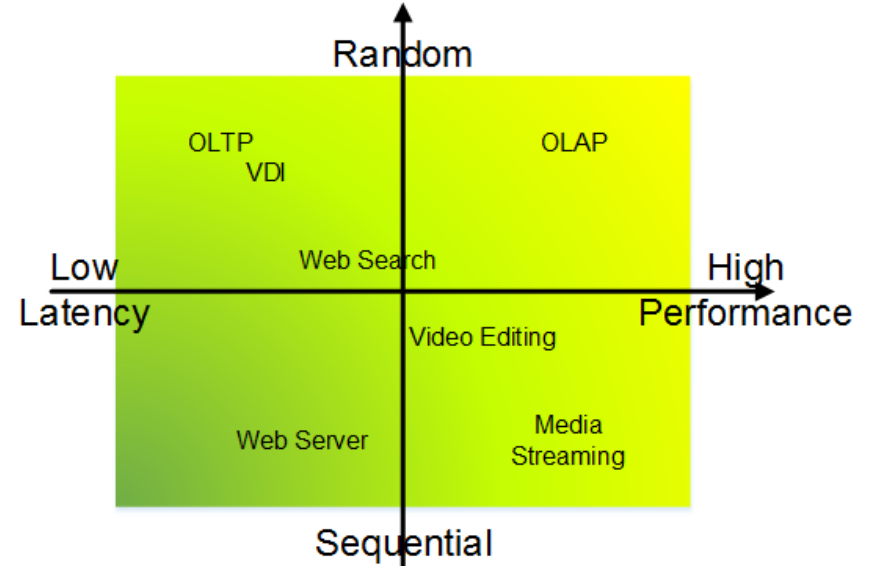 Random
OLTP
OLAP
VDI
Web Search
Low
Latency
High
Performance
Video Editing
Media
Streaming
Web Server
Sequential